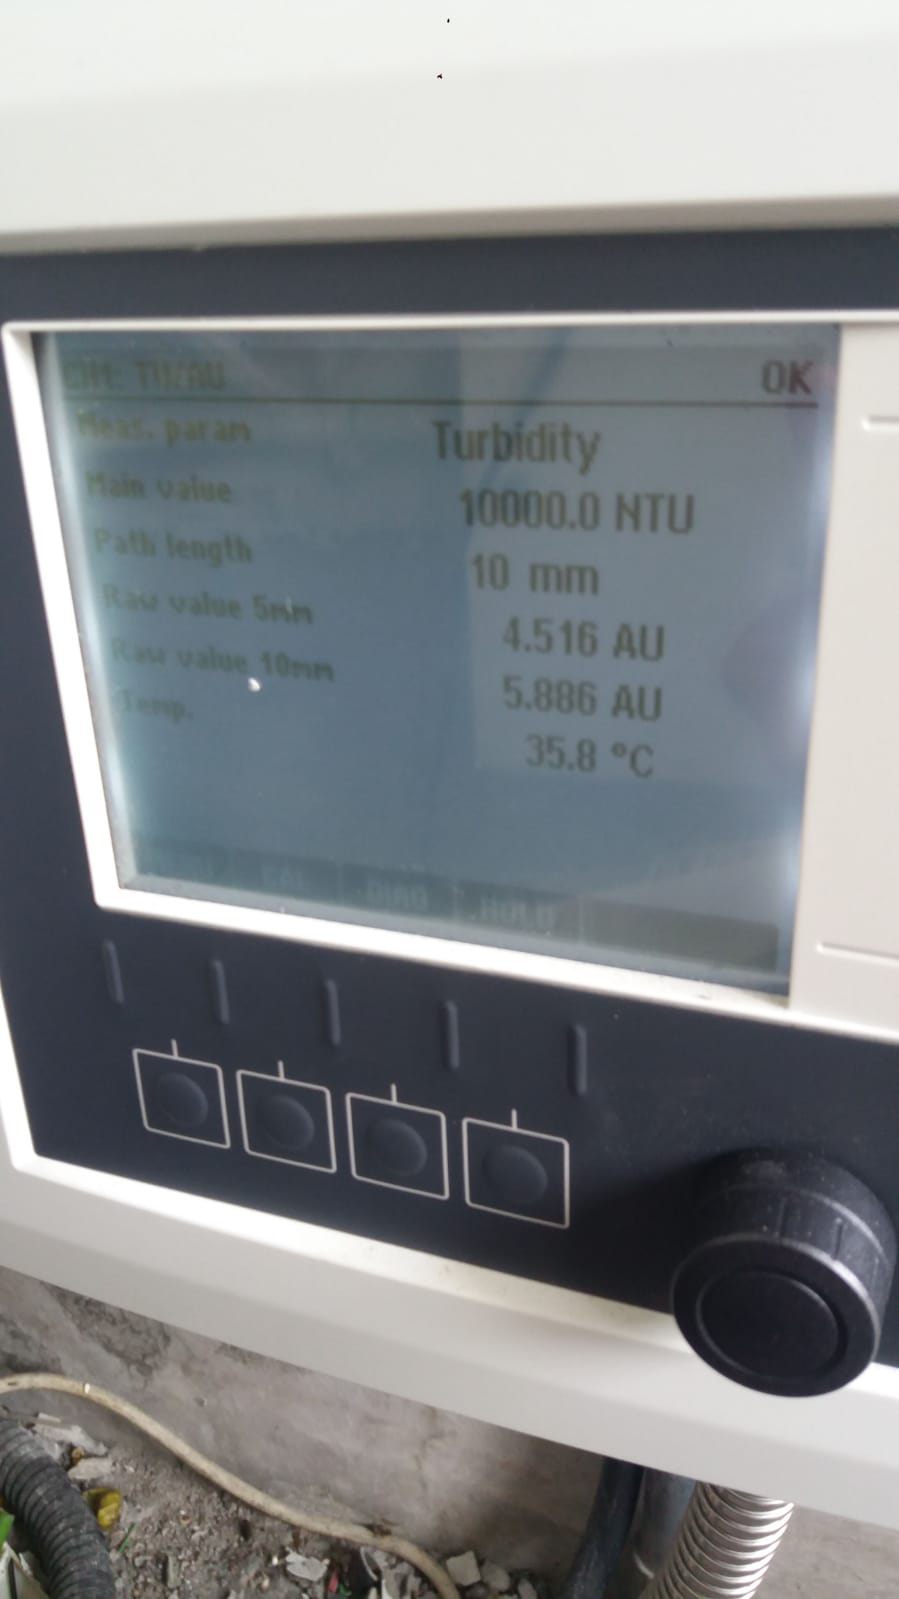 OK
Meas. param Turbidity
Main value 10000.0 NTU
Path length 10 mm
Raw value 5mm 4.516 AU
Raw value 10mm 5.886 AU
Temp. 35.8 °C
CAL DIAG HOLD